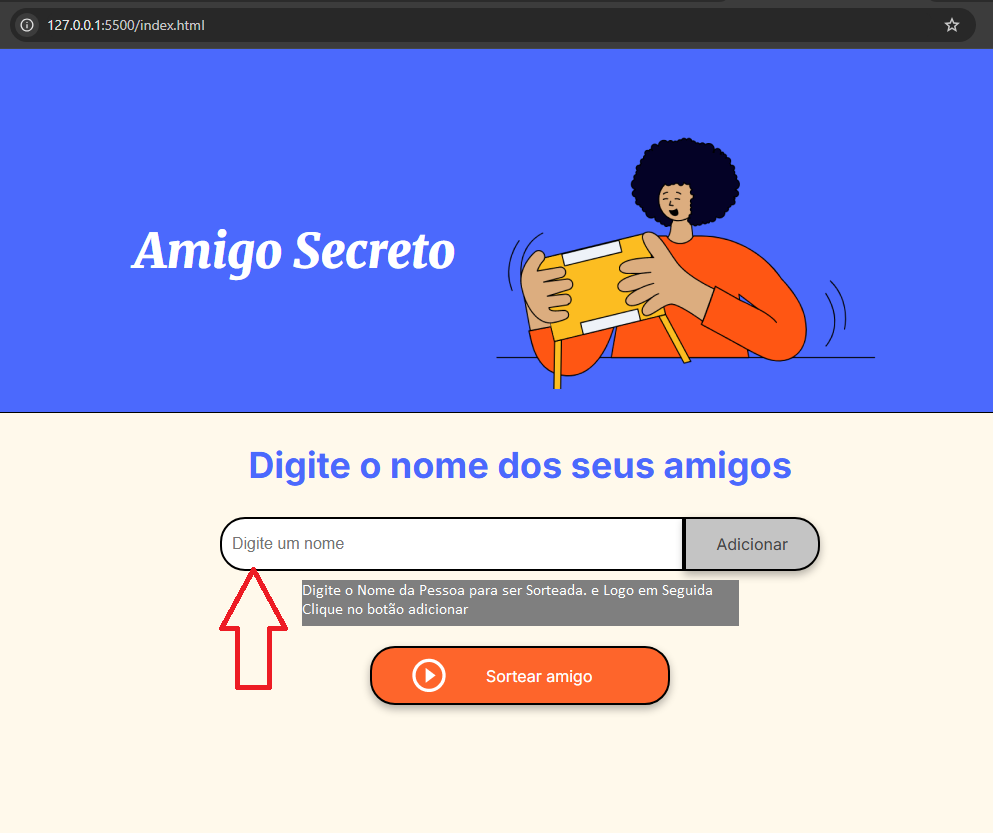 127.0.0.1:5500/index.html
Amigo Secreto
Digite o nome dos seus amigos
Digite um nome
Adicionar
Digite o Nome da Pessoa para ser Sorteada. e Logo em Seguida
Clique no botão adicionar
Sortear amigo